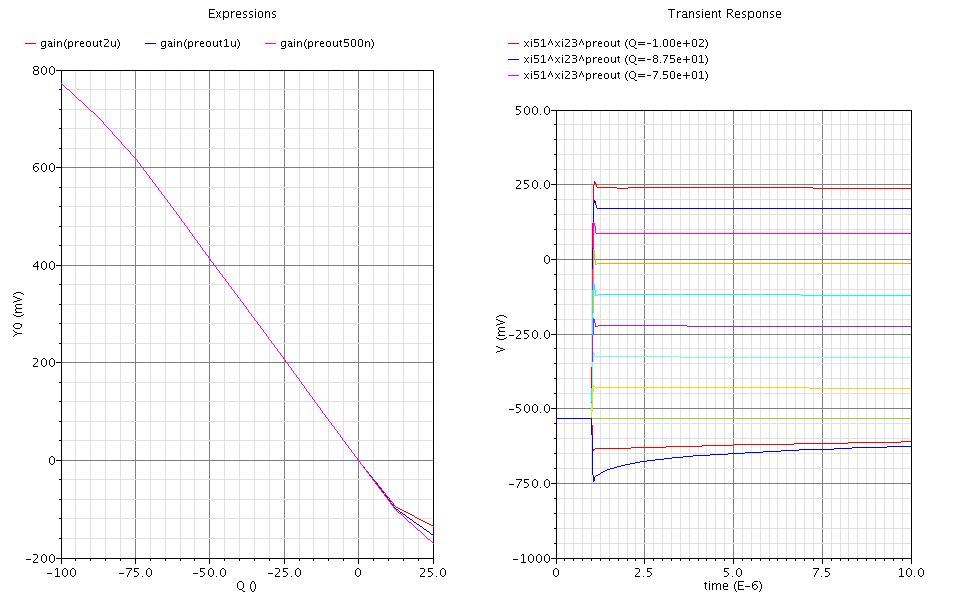 Expressions
gain(preout2u) gain(preout1u) gain(preout500n)
800
600
400
200
0
-200
Y0 (mV)
-100 -75.0 -50.0 -25.0 0 25.0
Q ()
Transient Response
xi51^xi23^preout (Q=-1.00e+02)
xi51^xi23^preout (Q=-8.75e+01)
xi51^xi23^preout (Q=-7.50e+01)
500.0
250.0
0
-250.0
-500.0
-750.0
-1000
V (mV)
0 2.5 5.0 7.5 10.0
time (E-6)